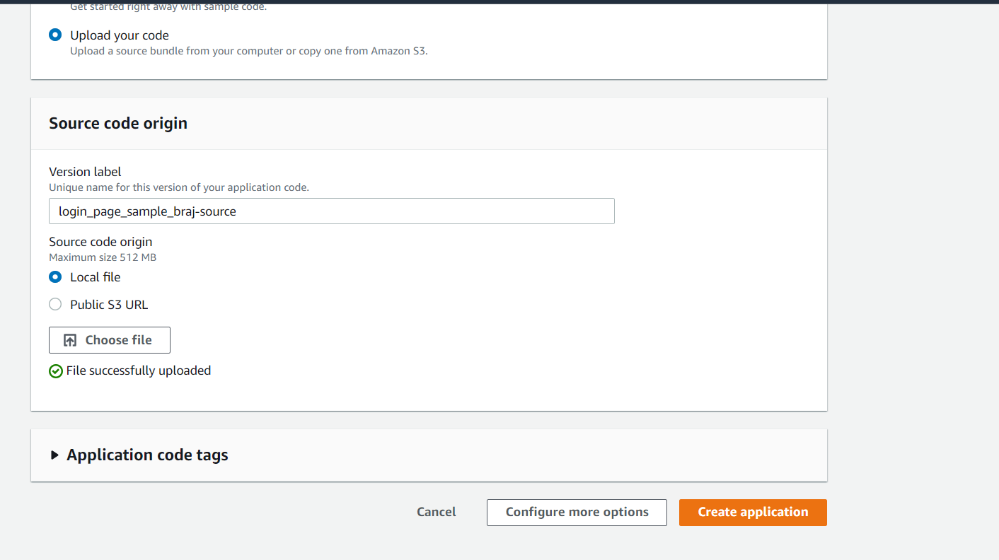 Get started right away with sample code.
Upload your code
Upload a source bundle from your computer or copy one from Amazon S3.
Source code origin
Version label
Unique name for this version of your application code.
login_page_sample_braj-source
Source code origin
Maximum size 512 MB
Local file
Public S3 URL
Choose file
File successfully uploaded
Application code tags
Cancel
Configure more options
Create application